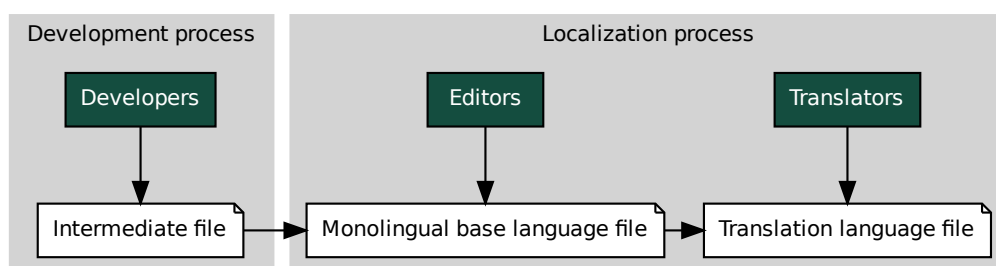 Development process
Localization process
Developers
Editors
Translators
Intermediate file
Monolingual base language file
Translation language file